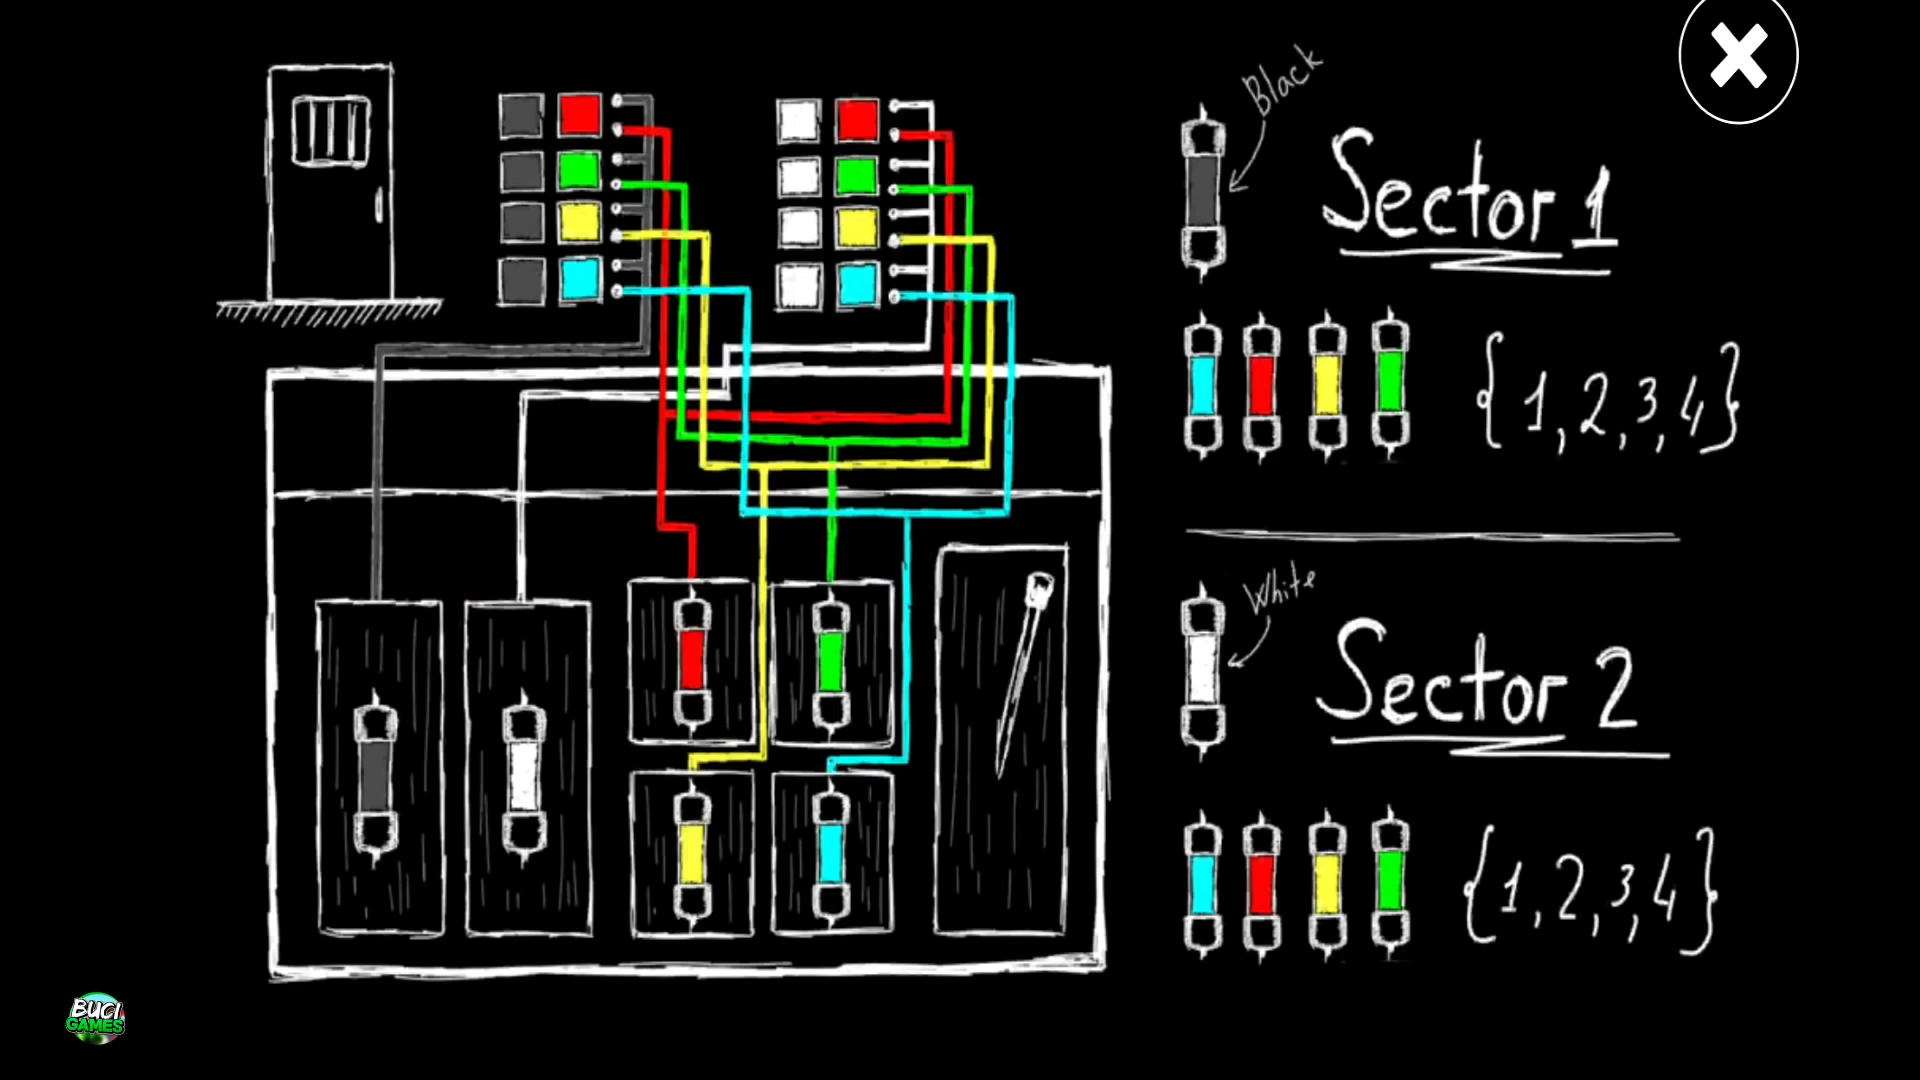 Black
Sector 1
{1,2,3,4}
White
Sector 2
{1,2,3,4}
BUCI
GAMES